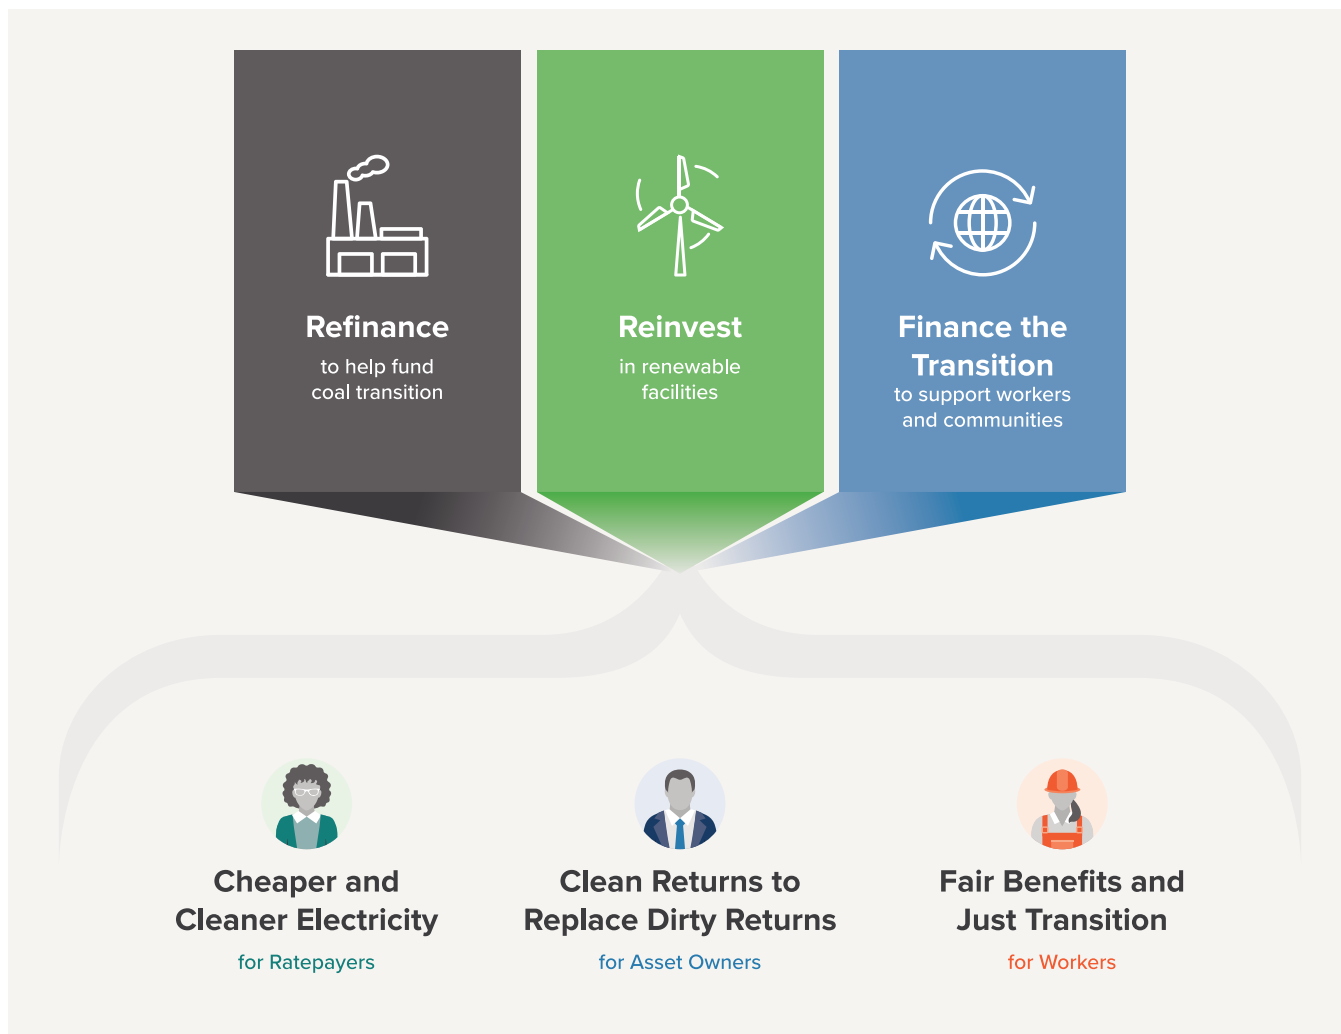 Refinance
to help fund
coal transition
Reinvest
in renewable
facilities
Finance the
Transition
to support workers
and communities
Cheaper and
Cleaner Electricity
for Ratepayers
Clean Returns to
Replace Dirty Returns
for Asset Owners
Fair Benefits and
Just Transition
for Workers